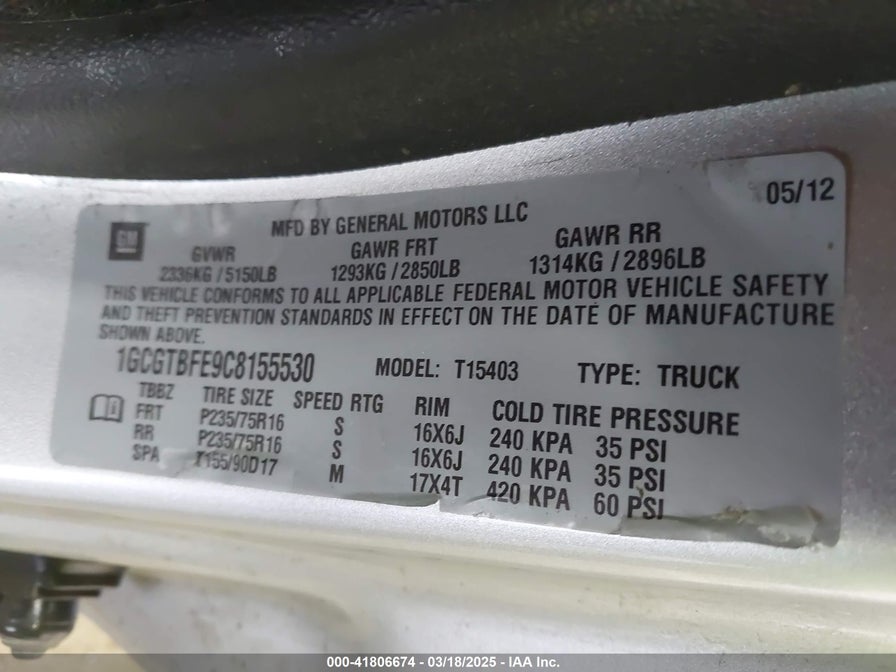 05/12
GM
MFD BY GENERAL MOTORS LLC
GVWR GAWR FRT GAWR RR
2336KG / 5150LB 1293KG / 2850LB 1314KG / 2896LB
THIS VEHICLE CONFORMS TO ALL APPLICABLE FEDERAL MOTOR VEHICLE SAFETY
AND THEFT PREVENTION STANDARDS IN EFFECT ON THE DATE OF MANUFACTURE
SHOWN ABOVE.
1GCGTBFE9C8155530 MODEL: T15403 TYPE: TRUCK
TBBZ TIRE SIZE SPEED RTG RIM COLD TIRE PRESSURE
FRT P235/75R16 S 16X6J 240 KPA 35 PSI
RR P235/75R16 S 16X6J 240 KPA 35 PSI
SPA T155/90D17 M 17X4T 420 KPA 60 PSI
000-41806674 — 03/18/2025 — IAA Inc.